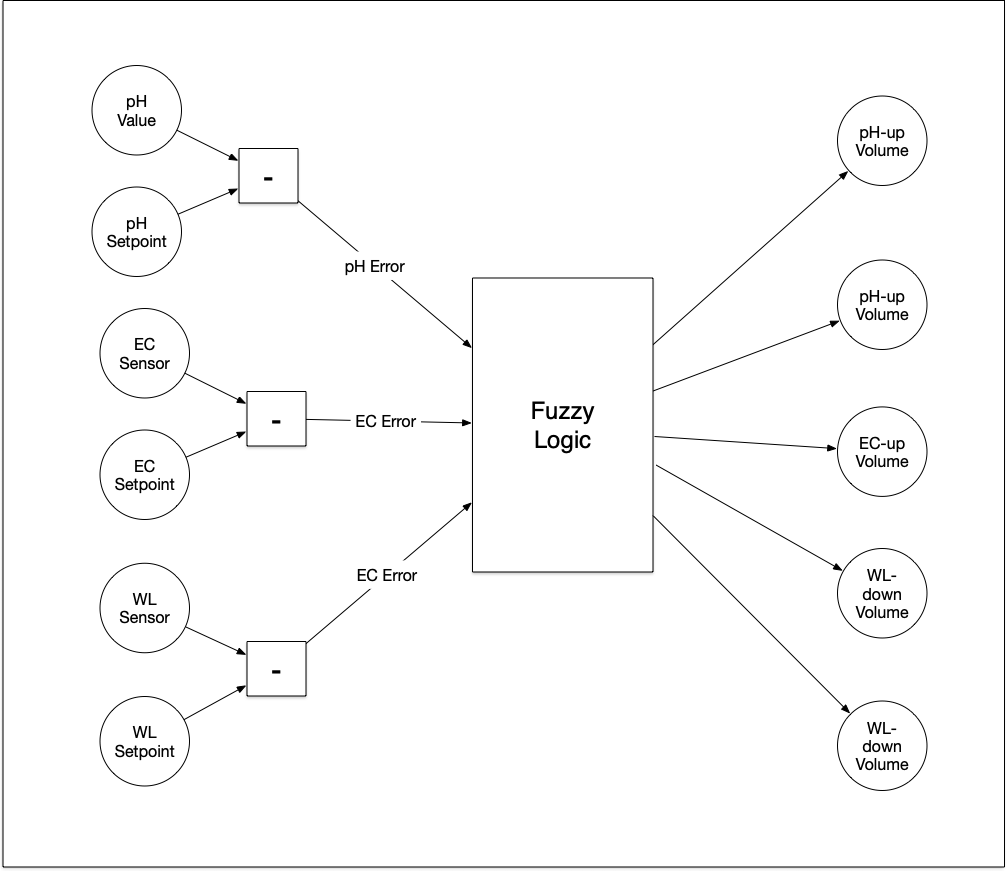 pH
Value
-
pH
Setpoint
pH Error
EC
Sensor
-
EC Error
EC
Setpoint
WL
Sensor
EC Error
-
WL
Setpoint
Fuzzy
Logic
pH-up
Volume
pH-up
Volume
EC-up
Volume
WL-
down
Volume
WL-
down
Volume